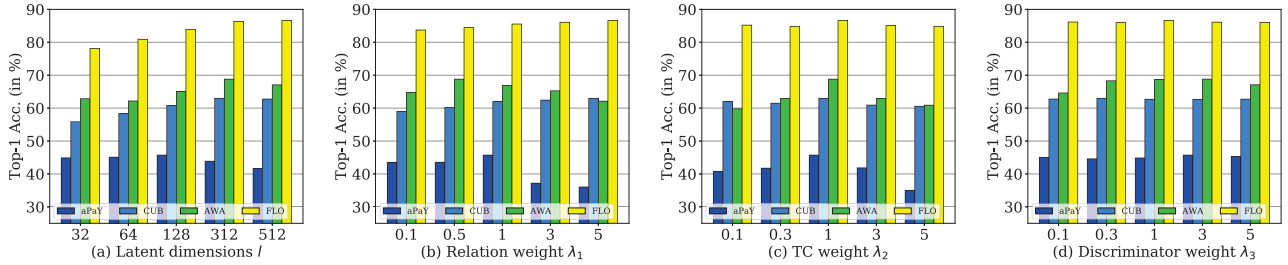 90
80
70
60
50
40
30
Top-1 Acc. (in %)
aPaY CUB AWA FLO
32 64 128 312 512
(a) Latent dimensions l
90
80
70
60
50
40
30
Top-1 Acc. (in %)
aPaY CUB AWA FLO
0.1 0.5 1 3 5
(b) Relation weight λ1
90
80
70
60
50
40
30
Top-1 Acc. (in %)
aPaY CUB AWA FLO
0.1 0.3 1 3 5
(c) TC weight λ2
90
80
70
60
50
40
30
Top-1 Acc. (in %)
aPaY CUB AWA FLO
0.1 0.3 1 3 5
(d) Discriminator weight λ3